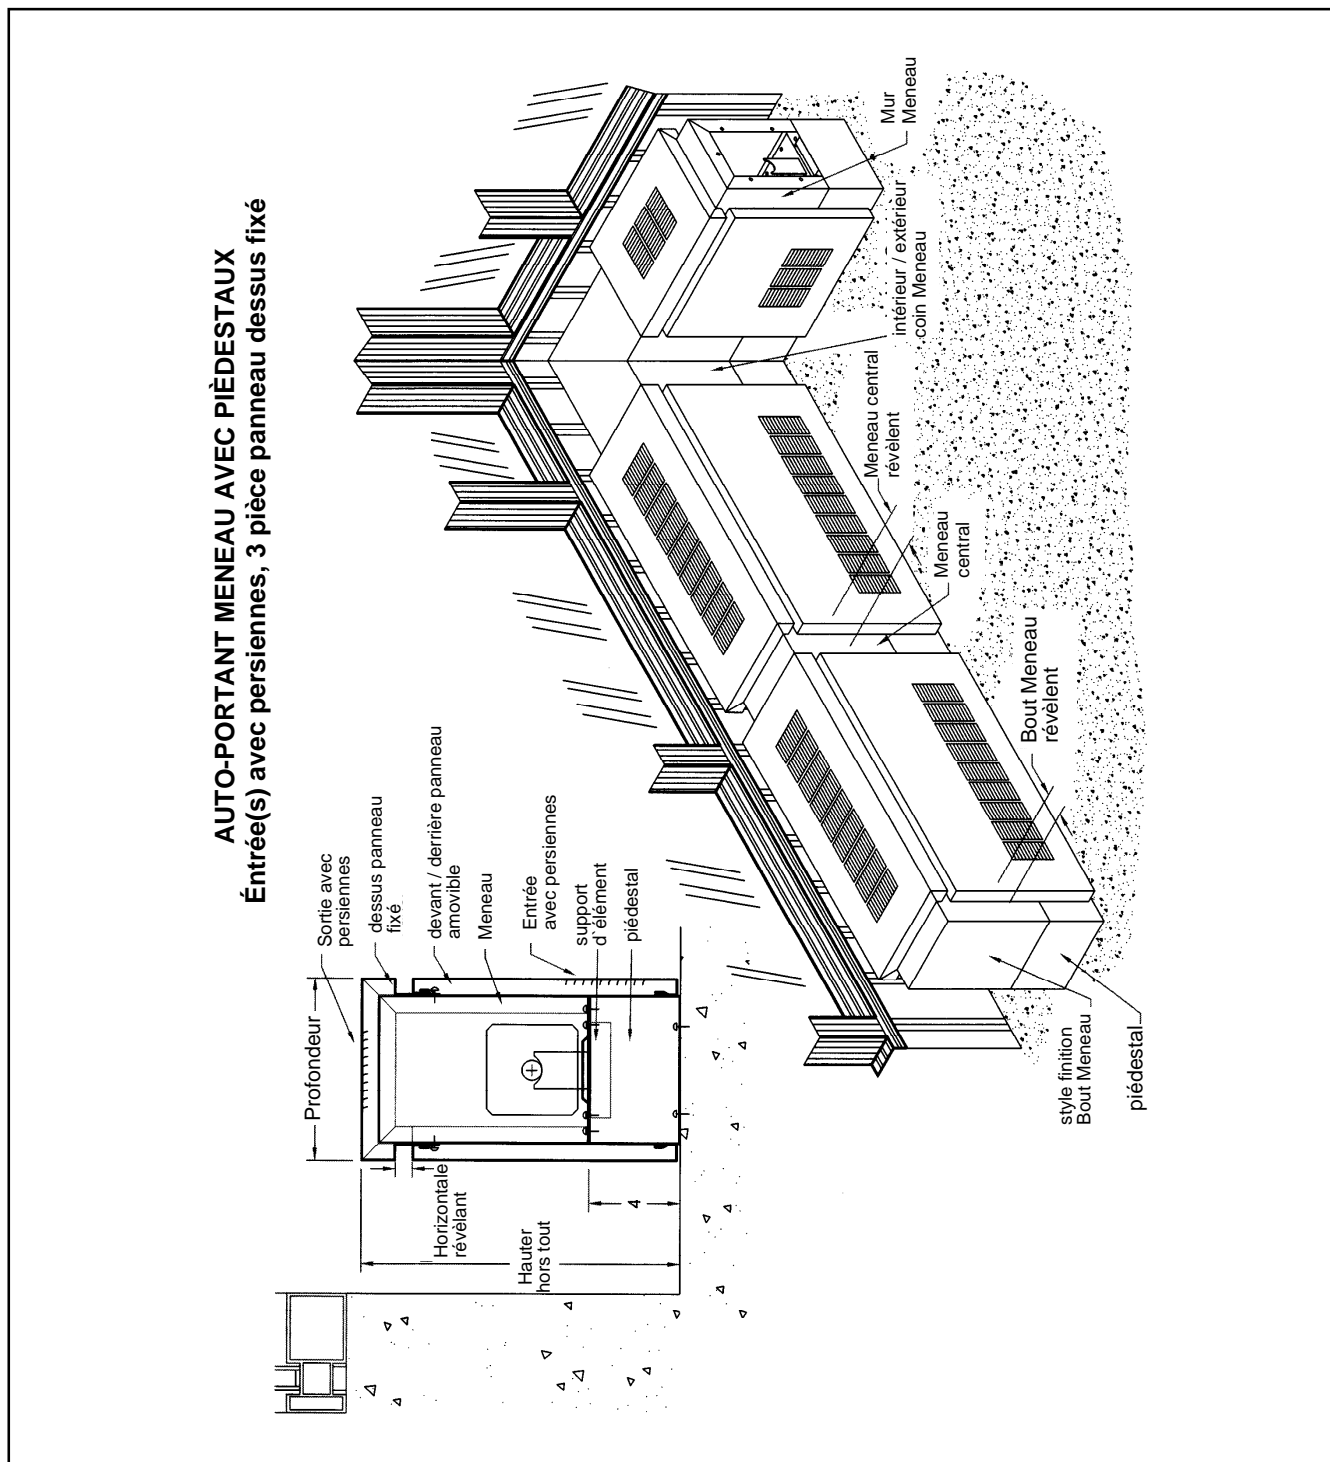 AUTO-PORTANT MENEAU AVEC PIÈDESTAUX
Éntrée(s) avec persiennes, 3 pièce panneau dessus fixé
Profondeur
Sortie avec
persiennes
dessus panneau
fixé
devant / derrière panneau
amovible
Meneau
Entrée
avec persiennes
support
d`élément
piédestal
Horizontale
révèlant
Hauter
hors tout
4
Mur
Meneau
intérieur / extérieur
coin Meneau
Meneau central
révèlent
Meneau
central
Bout Meneau
révèlent
style finition
Bout Meneau
piédestal